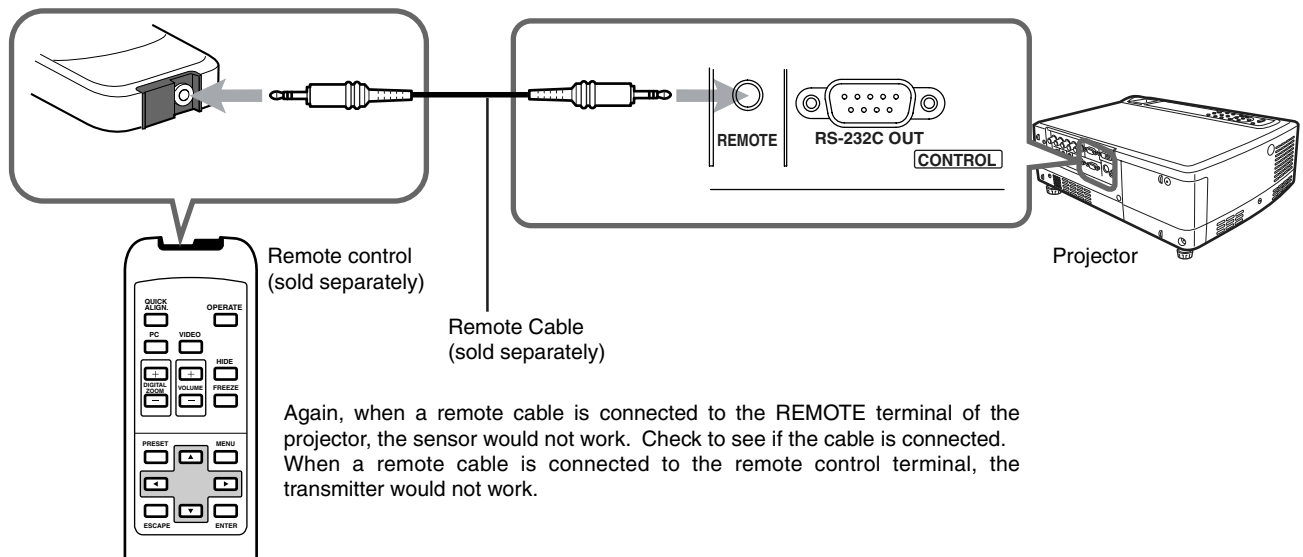 REMOTE
RS-232C OUT
CONTROL
Projector
Remote control
(sold separately)
Remote Cable
(sold separately)
QUICK
ALIGN.
OPERATE
PC
VIDEO
HIDE
DIGITAL
ZOOM
VOLUME
FREEZE
PRESET
MENU
ESCAPE
ENTER
Again, when a remote cable is connected to the REMOTE terminal of the
projector, the sensor would not work. Check to see if the cable is connected.
When a remote cable is connected to the remote control terminal, the
transmitter would not work.